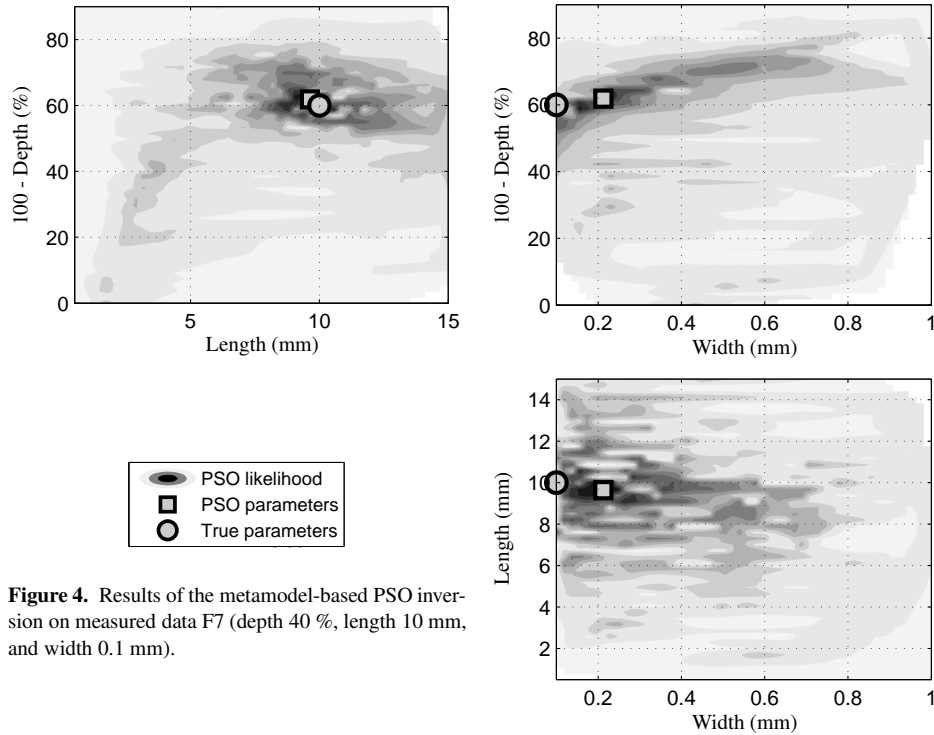 80
60
40
20
0
100 - Depth (%)
5
10
15
Length (mm)
80
60
40
20
0
100 - Depth (%)
0.2
0.4
0.6
0.8
1
Width (mm)
14
12
10
8
6
4
2
Length (mm)
0.2
0.4
0.6
0.8
1
Width (mm)
PSO likelihood
PSO parameters
True parameters
Figure 4. Results of the metamodel-based PSO inver-
sion on measured data F7 (depth 40 %, length 10 mm,
and width 0.1 mm).